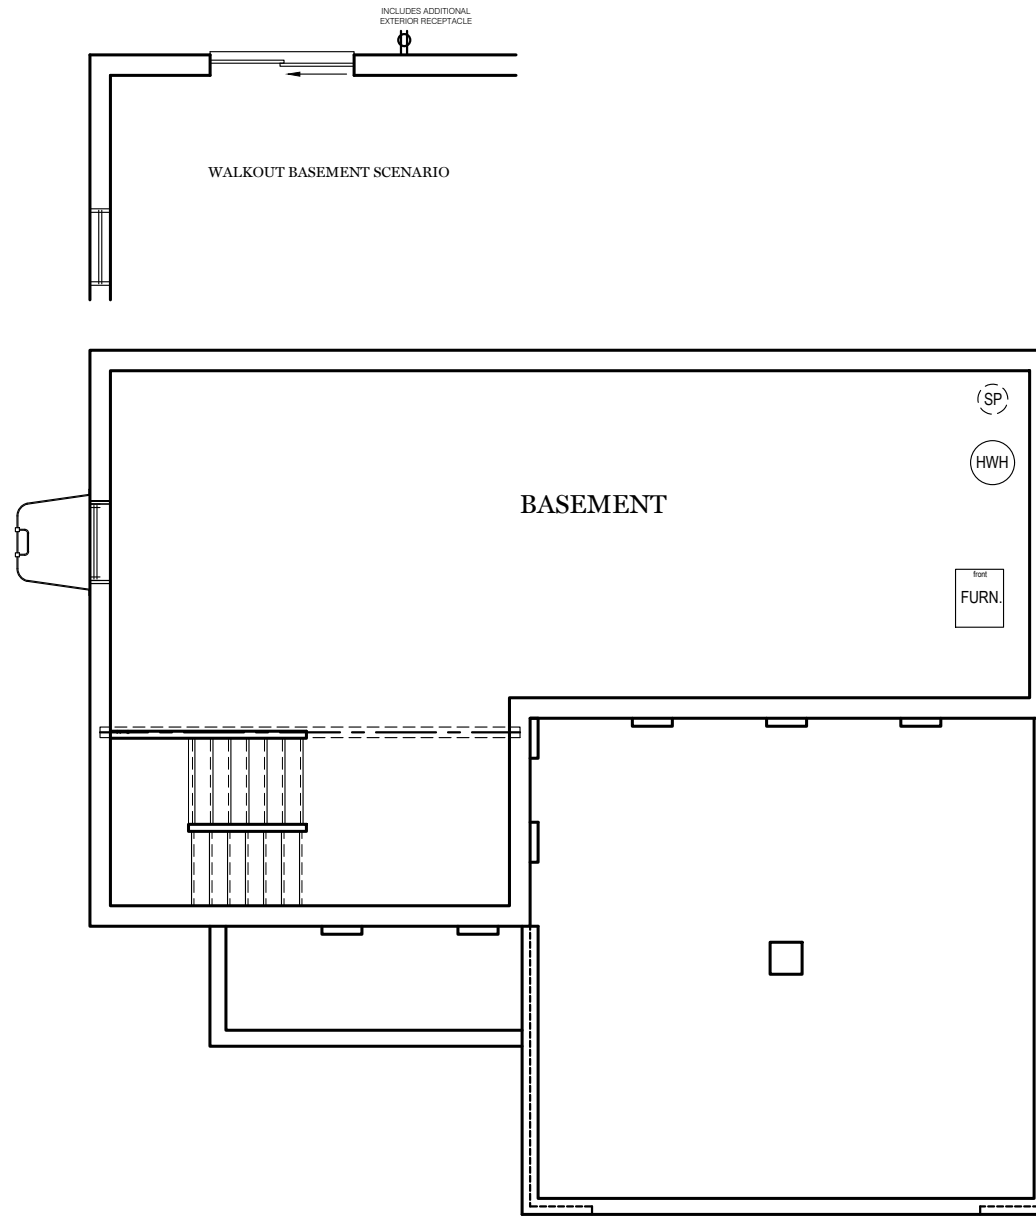 INCLUDES ADDITIONAL
EXTERIOR RECEPTACLE
WALKOUT BASEMENT SCENARIO
SP
HWH
BASEMENT
front
FURN.